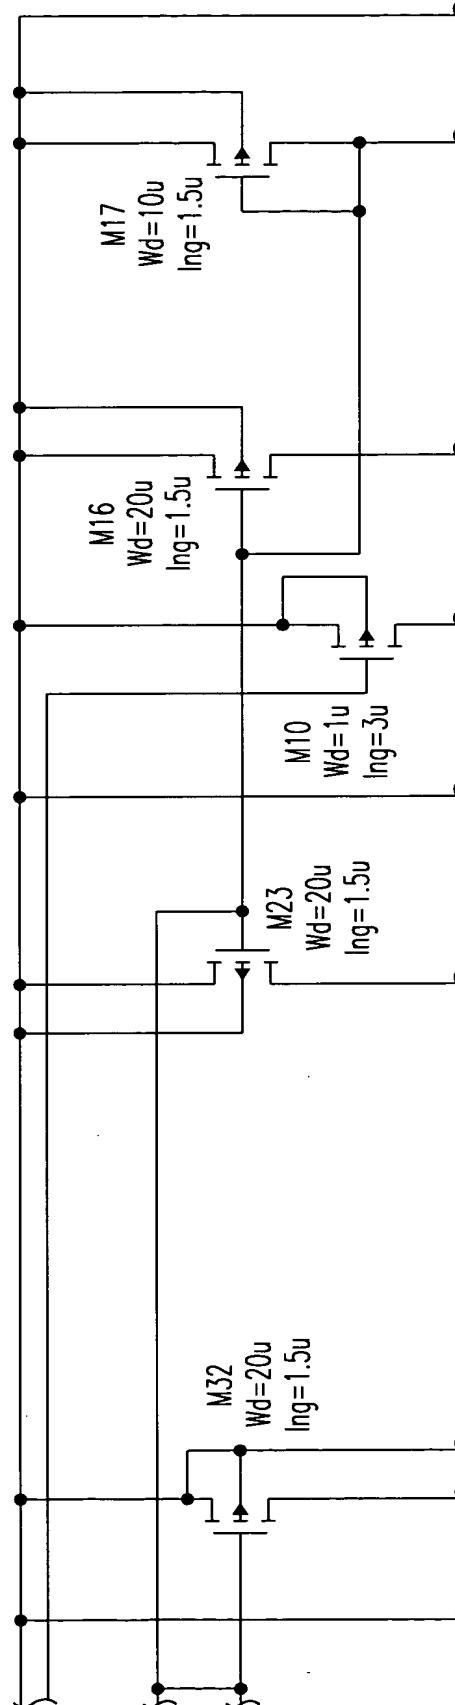 M17
Wd=10u
lng=1.5u
M16
Wd=20u
lng=1.5u
M10
Wd=1u
lng=3u
M23
Wd=20u
lng=1.5u
M32
Wd=20u
lng=1.5u